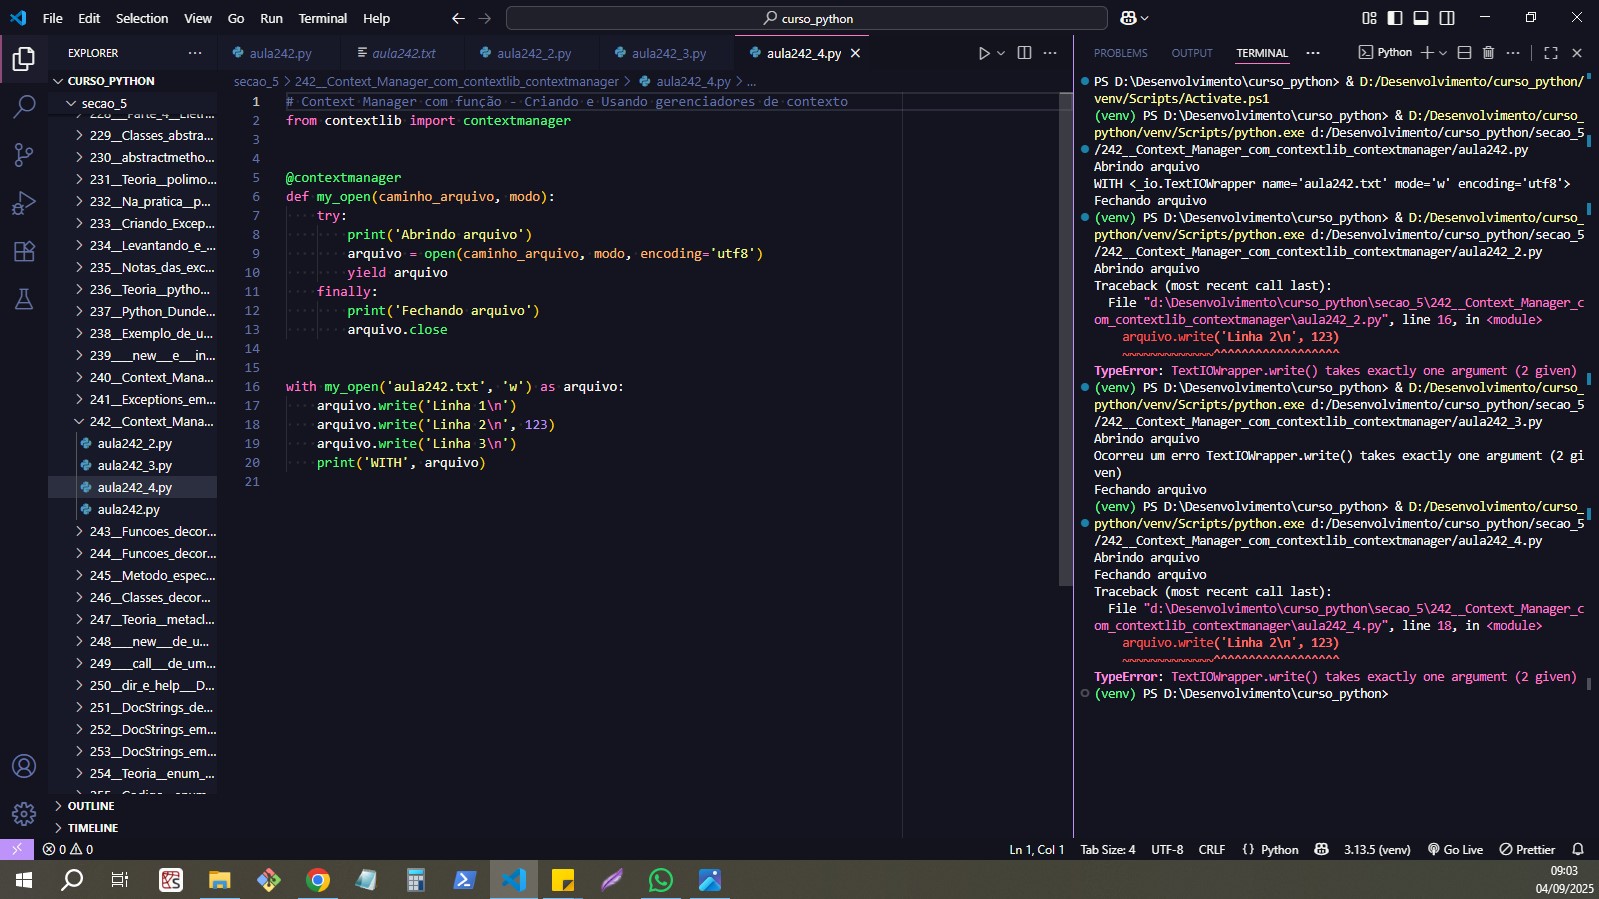 File Edit Selection View Go Run Terminal Help
curso_python
EXPLORER
CURSO_PYTHON
secao_5
229__Classes_abstra...
230__abstractmetho...
231__Teoria__polimo...
232__Na_pratica__p...
233__Criando_Excep...
234__Levantando_e_...
235__Notas_das_exc...
236__Teoria__pytho...
237__Python_Dunde...
238__Exemplo_de_u...
239___new__e__in...
240__Context_Mana...
241__Exceptions_em...
242__Context_Mana...
aula242_2.py
aula242_3.py
aula242_4.py
aula242.py
243__Funcoes_decor...
244__Funcoes_decor...
245__Metodo_espec...
246__Classes_decor...
247__Teoria__metacl...
248___new__de_u...
249___call__de_um...
250__dir_e_help__D...
251__DocStrings_de...
252__DocStrings_em...
253__DocStrings_em...
254__Teoria__enum_...
OUTLINE
TIMELINE
aula242.py aula242.txt aula242_2.py aula242_3.py aula242_4.py
secao_5 > 242__Context_Manager_com_contextlib_contextmanager > aula242_4.py > ...
1 # Context Manager com função - Criando e Usando gerenciadores de contexto
2 from contextlib import contextmanager
3
4
5 @contextmanager
6 def my_open(caminho_arquivo, modo):
7     try:
8         print('Abrindo arquivo')
9         arquivo = open(caminho_arquivo, modo, encoding='utf8')
10         yield arquivo
11     finally:
12         print('Fechando arquivo')
13         arquivo.close
14
15
16 with my_open('aula242.txt', 'w') as arquivo:
17     arquivo.write('Linha 1\n')
18     arquivo.write('Linha 2\n', 123)
19     arquivo.write('Linha 3\n')
20     print('WITH', arquivo)
21
PROBLEMS OUTPUT TERMINAL ... Python
PS D:\Desenvolvimento\curso_python> & D:/Desenvolvimento/curso_python/
venv/Scripts/Activate.ps1
(venv) PS D:\Desenvolvimento\curso_python> & D:/Desenvolvimento/curso_
python/venv/Scripts/python.exe d:/Desenvolvimento/curso_python/secao_5
/242__Context_Manager_com_contextlib_contextmanager/aula242.py
Abrindo arquivo
WITH <_io.TextIOWrapper name='aula242.txt' mode='w' encoding='utf8'>
Fechando arquivo
(venv) PS D:\Desenvolvimento\curso_python> & D:/Desenvolvimento/curso_
python/venv/Scripts/python.exe d:/Desenvolvimento/curso_python/secao_5
/242__Context_Manager_com_contextlib_contextmanager/aula242_2.py
Abrindo arquivo
Traceback (most recent call last):
  File "d:\Desenvolvimento\curso_python\secao_5\242__Context_Manager_c
om_contextlib_contextmanager\aula242_2.py", line 16, in <module>
    arquivo.write('Linha 2\n', 123)
    ~~~~~~~~~~~~~^^^^^^^^^^^^^^^^^^
TypeError: TextIOWrapper.write() takes exactly one argument (2 given)
(venv) PS D:\Desenvolvimento\curso_python> & D:/Desenvolvimento/curso_
python/venv/Scripts/python.exe d:/Desenvolvimento/curso_python/secao_5
/242__Context_Manager_com_contextlib_contextmanager/aula242_3.py
Abrindo arquivo
Ocorreu um erro TextIOWrapper.write() takes exactly one argument (2 gi
ven)
Fechando arquivo
(venv) PS D:\Desenvolvimento\curso_python> & D:/Desenvolvimento/curso_
python/venv/Scripts/python.exe d:/Desenvolvimento/curso_python/secao_5
/242__Context_Manager_com_contextlib_contextmanager/aula242_4.py
Abrindo arquivo
Fechando arquivo
Traceback (most recent call last):
  File "d:\Desenvolvimento\curso_python\secao_5\242__Context_Manager_c
om_contextlib_contextmanager\aula242_4.py", line 18, in <module>
    arquivo.write('Linha 2\n', 123)
    ~~~~~~~~~~~~~^^^^^^^^^^^^^^^^^^
TypeError: TextIOWrapper.write() takes exactly one argument (2 given)
(venv) PS D:\Desenvolvimento\curso_python>
0 0 Ln 1, Col 1 Tab Size: 4 UTF-8 CRLF {} Python 3.13.5 (venv) Go Live Prettier
09:03
04/09/2025